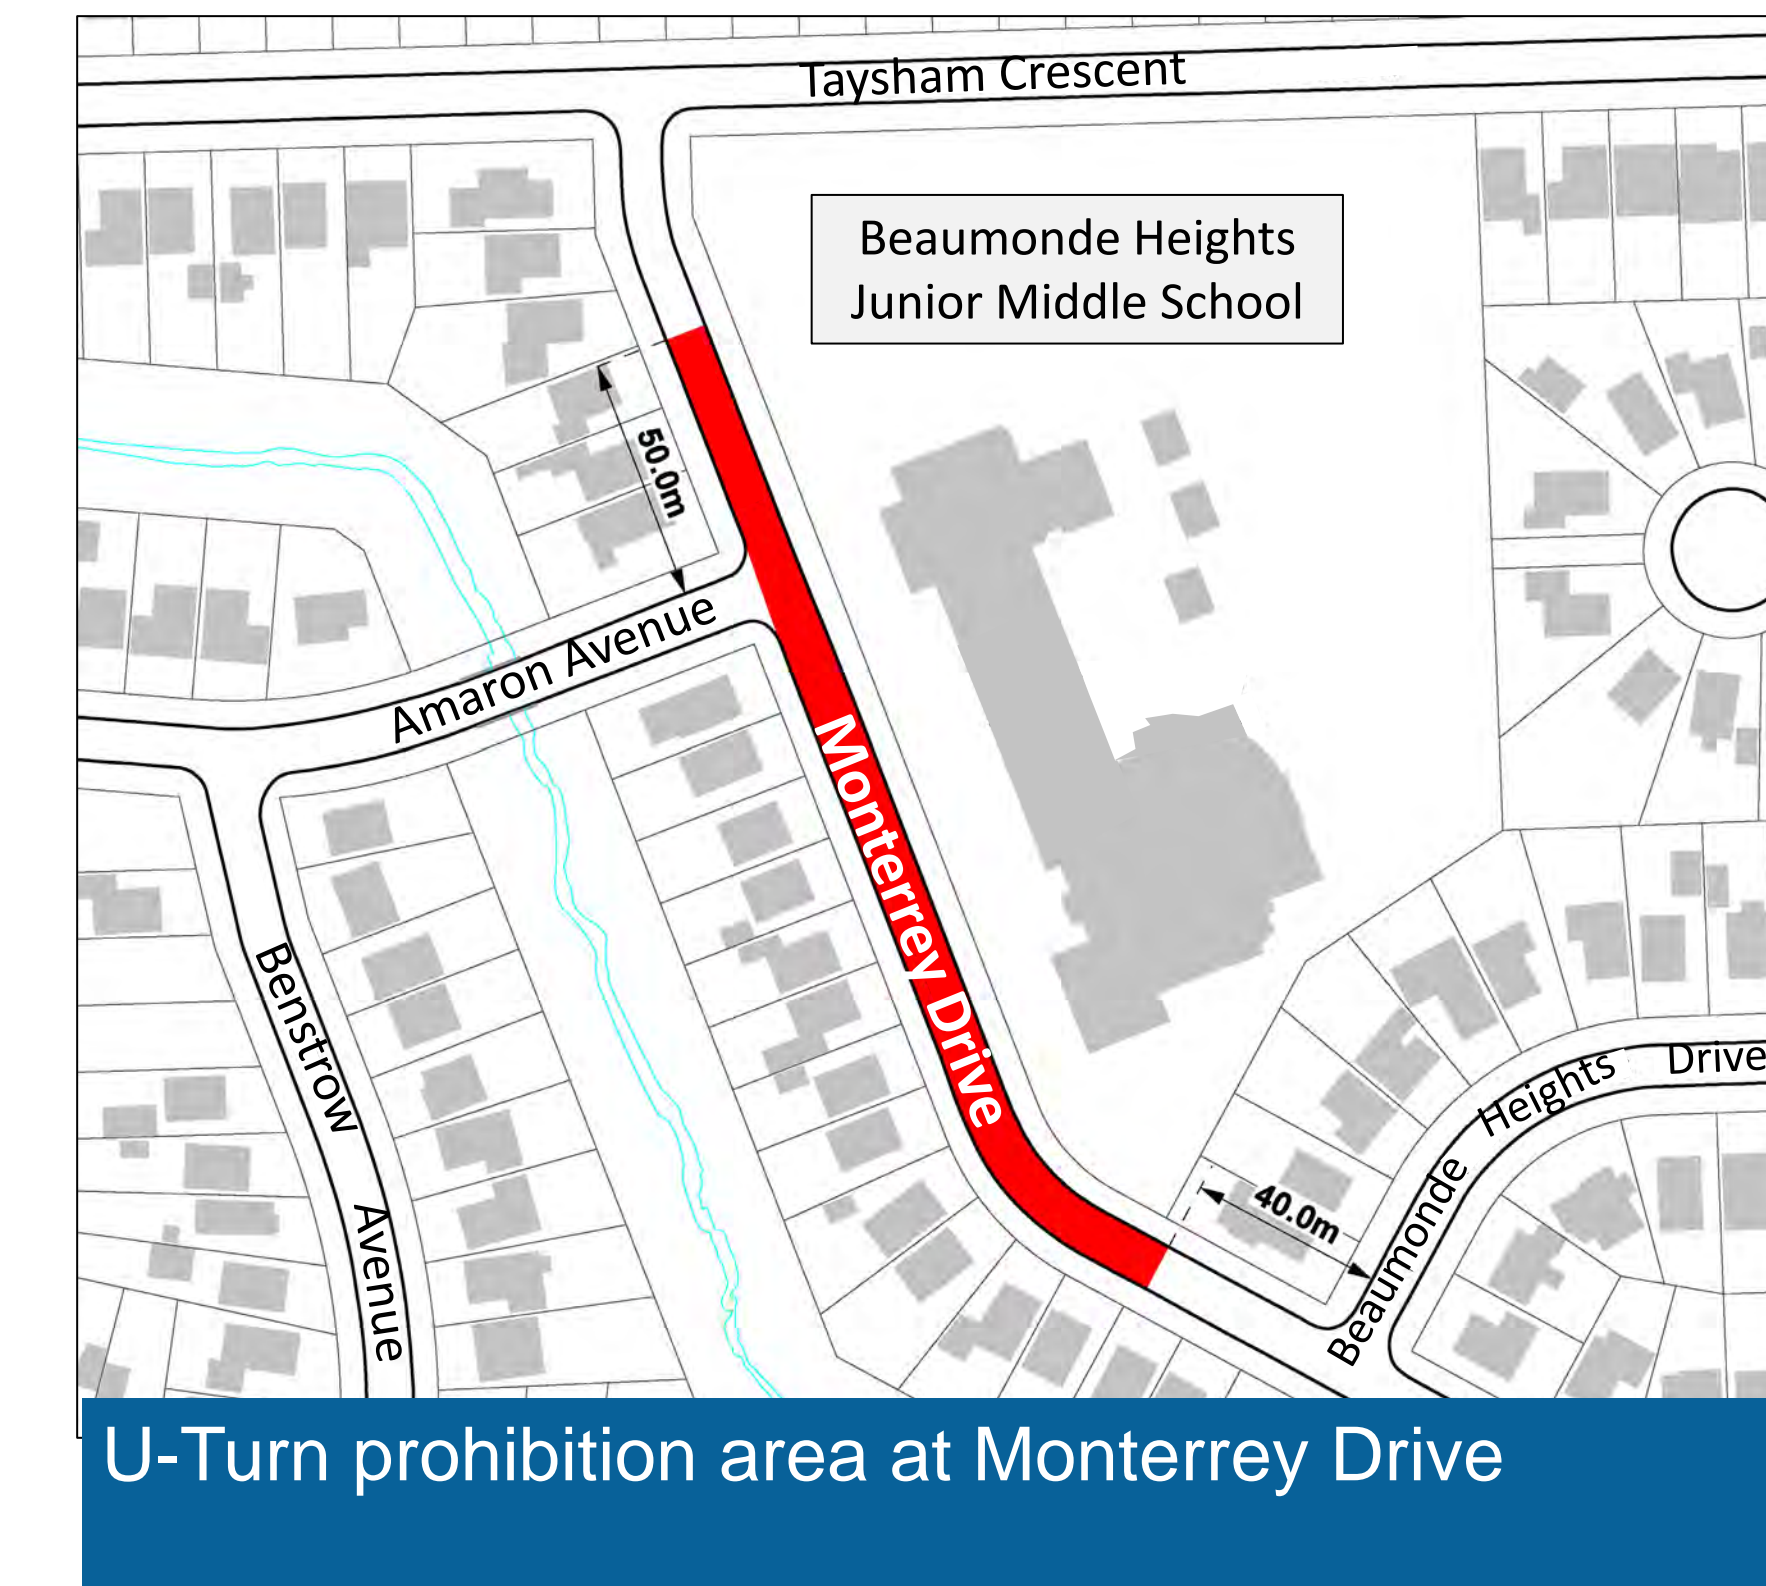 Taysham Crescent
Beaumonde Heights
Junior Middle School
50.0m
Amaron Avenue
Monterrey Drive
Benstrow Avenue
40.0m
Beaumonde Heights Drive
U-Turn prohibition area at Monterrey Drive